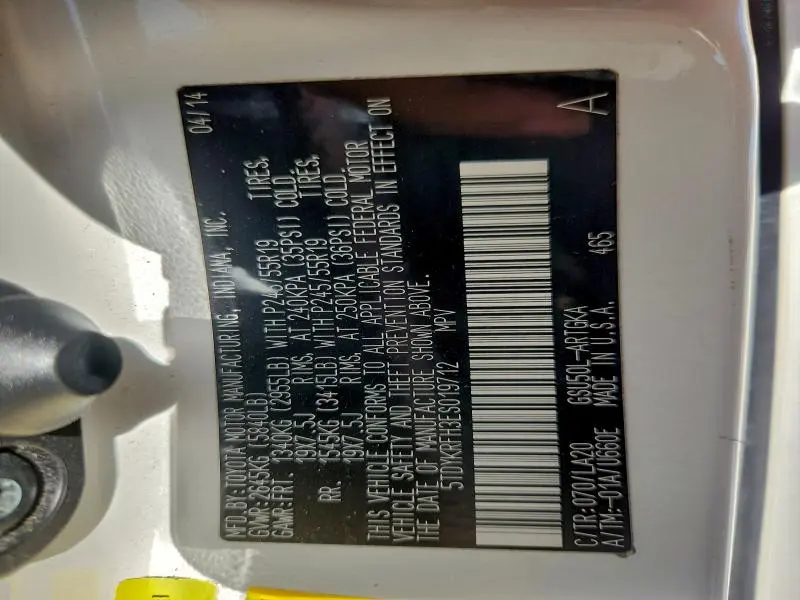 MFD.BY:TOYOTA MOTOR MANUFACTURING, INDIANA, INC. 04/14
GVWR:2645KG (5840LB)
GAWR:FRT. 1340KG (2955LB) WITH P245/55R19 TIRES,
19X7.5J RIMS, AT 240KPA (35PSI) COLD.
RR. 1545KG (3415LB) WITH P245/55R19 TIRES,
19X7.5J RIMS, AT 250KPA (36PSI) COLD.
THIS VEHICLE CONFORMS TO ALL APPLICABLE FEDERAL MOTOR
VEHICLE SAFETY AND THEFT PREVENTION STANDARDS IN EFFECT ON
THE DATE OF MANUFACTURE SHOWN ABOVE.
5TDYKRFH3ES019712 MPV
C/TR:070/LA20 GSU50L-ARTGKA A
A/TM:-01A/U660E MADE IN U.S.A. 465